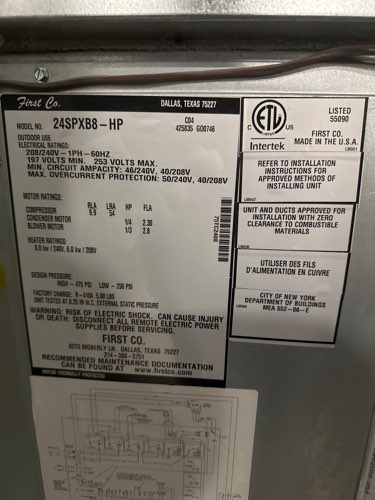 First Co.
DALLAS, TEXAS 75227
MODEL NO. 24SPXB8-HP
C04
425835 G00746
OUTDOOR USE
ELECTRICAL RATINGS:
208/240V-1PH-60HZ
197 VOLTS MIN. 253 VOLTS MAX.
MIN. CIRCUIT AMPACITY: 46/240V, 40/208V
MAX. OVERCURRENT PROTECTION: 50/240V, 40/208V
MOTOR RATINGS:
RLA LRA HP FLA
COMPRESSOR 9.9 54
CONDENSER MOTOR 1/4 2.30
BLOWER MOTOR 1/3 2.8
HEATER RATINGS:
8.0 kw/ 240V, 6.0 kw/ 208V
DESIGN PRESSURE:
HIGH- 475 PSI LOW- 250 PSI
FACTORY CHARGE: R-410A 5.00 LBS
UNIT TESTED AT 0.25 IN W.C. EXTERNAL STATIC PRESSURE
WARNING: RISK OF ELECTRIC SHOCK. CAN CAUSE INJURY
OR DEATH: DISCONNECT ALL REMOTE ELECTRIC POWER
SUPPLIES BEFORE SERVICING.
FIRST CO.
8273 MOBERLY LN. DALLAS, TEXAS 75227
214-388-5751
RECOMMENDED MAINTENANCE DOCUMENTATION
CAN BE FOUND AT www.firstco.com
MOTOR THERMALLY PROTECTED
ETL
C US
Intertek
LISTED
55090
FIRST CO.
MADE IN THE U.S.A.
REFER TO INSTALLATION
INSTRUCTIONS FOR
APPROVED METHODS OF
INSTALLING UNIT
UNIT AND DUCTS APPROVED FOR
INSTALLATION WITH ZERO
CLEARANCE TO COMBUSTIBLE
MATERIALS
UTILISER DES FILS
D'ALIMENTATION EN CUIVRE
CITY OF NEW YORK
DEPARTMENT OF BUILDINGS
MEA 552-06-E